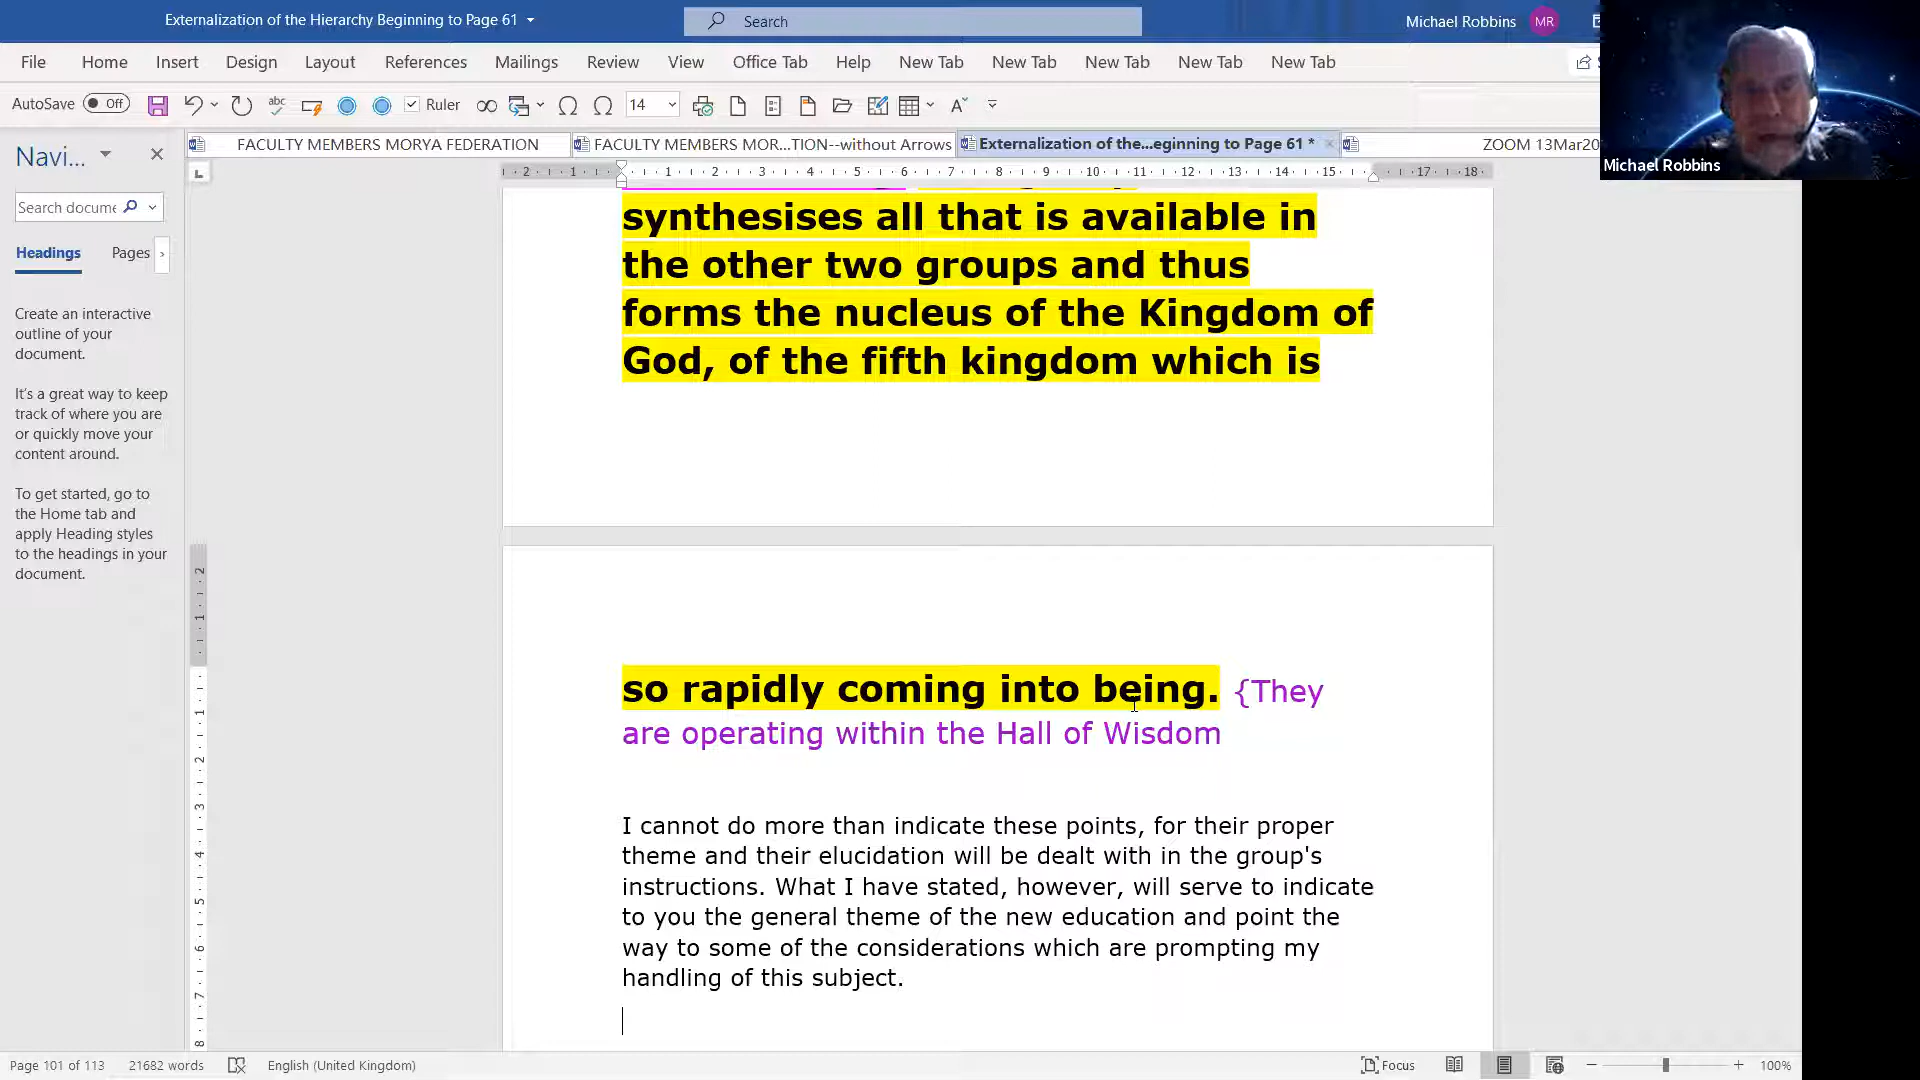 Externalization of the Hierarchy Beginning to Page 61
Search
Michael Robbins
MR
File
Home
Insert
Design
Layout
References
Mailings
Review
View
Office Tab
Help
New Tab
New Tab
New Tab
New Tab
New Tab
AutoSave
Off
Ruler
14
Navi...
FACULTY MEMBERS MORYA FEDERATION
FACULTY MEMBERS MOR...TION--without Arrows
Externalization of the...eginning to Page 61 *
ZOOM 13Mar20
Michael Robbins
Search docume
Headings
Pages
Create an interactive
outline of your
document.
It's a great way to keep
track of where you are
or quickly move your
content around.
To get started, go to
the Home tab and
apply Heading styles
to the headings in your
document.
synthesises all that is available in
the other two groups and thus
forms the nucleus of the Kingdom of
God, of the fifth kingdom which is
so rapidly coming into being. {They
are operating within the Hall of Wisdom
I cannot do more than indicate these points, for their proper
theme and their elucidation will be dealt with in the group's
instructions. What I have stated, however, will serve to indicate
to you the general theme of the new education and point the
way to some of the considerations which are prompting my
handling of this subject.
Page 101 of 113
21682 words
English (United Kingdom)
Focus
100%